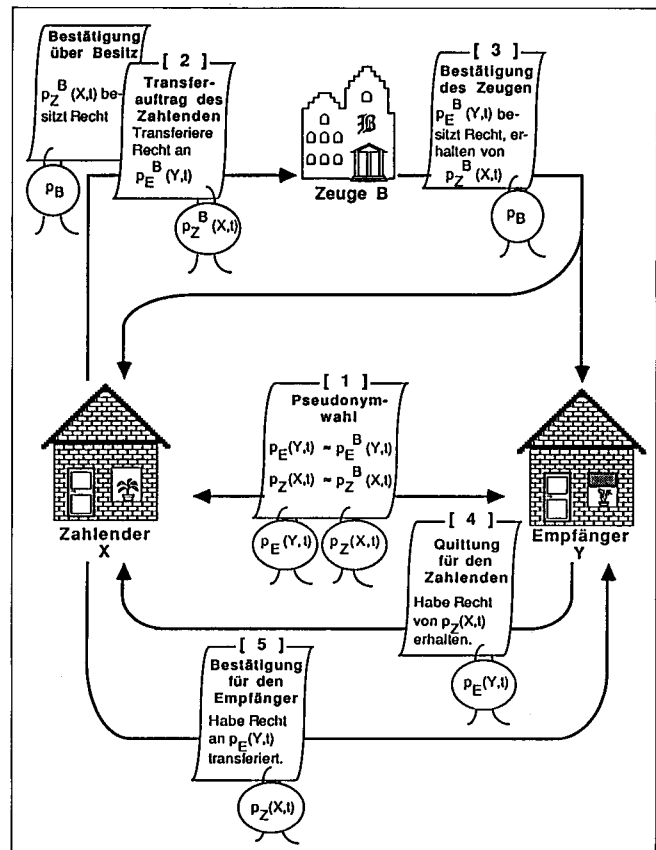 Bestätigung
über Besitz
p_Z^B (X,t) be-
sitzt Recht
p_B
[ 2 ]
Transfer-
auftrag des
Zahlenden
Transferiere
Recht an
p_E^B (Y,t)
p_Z^B (X,t)
B
Zeuge B
[ 3 ]
Bestätigung
des Zeugen
p_E^B (Y,t) be-
sitzt Recht, er-
halten von
p_Z^B (X,t)
p_B
[ 1 ]
Pseudonym-
wahl
p_E(Y,t) ~ p_E^B (Y,t)
p_Z(X,t) ~ p_Z^B (X,t)
p_E(Y,t)
p_Z(X,t)
Zahlender
X
Empfänger
Y
[ 4 ]
Quittung
für den
Zahlenden
Habe Recht
von p_Z(X,t)
erhalten.
p_E(Y,t)
[ 5 ]
Bestätigung
für den
Empfänger
Habe Recht
an p_E(Y,t)
transferiert.
p_Z(X,t)